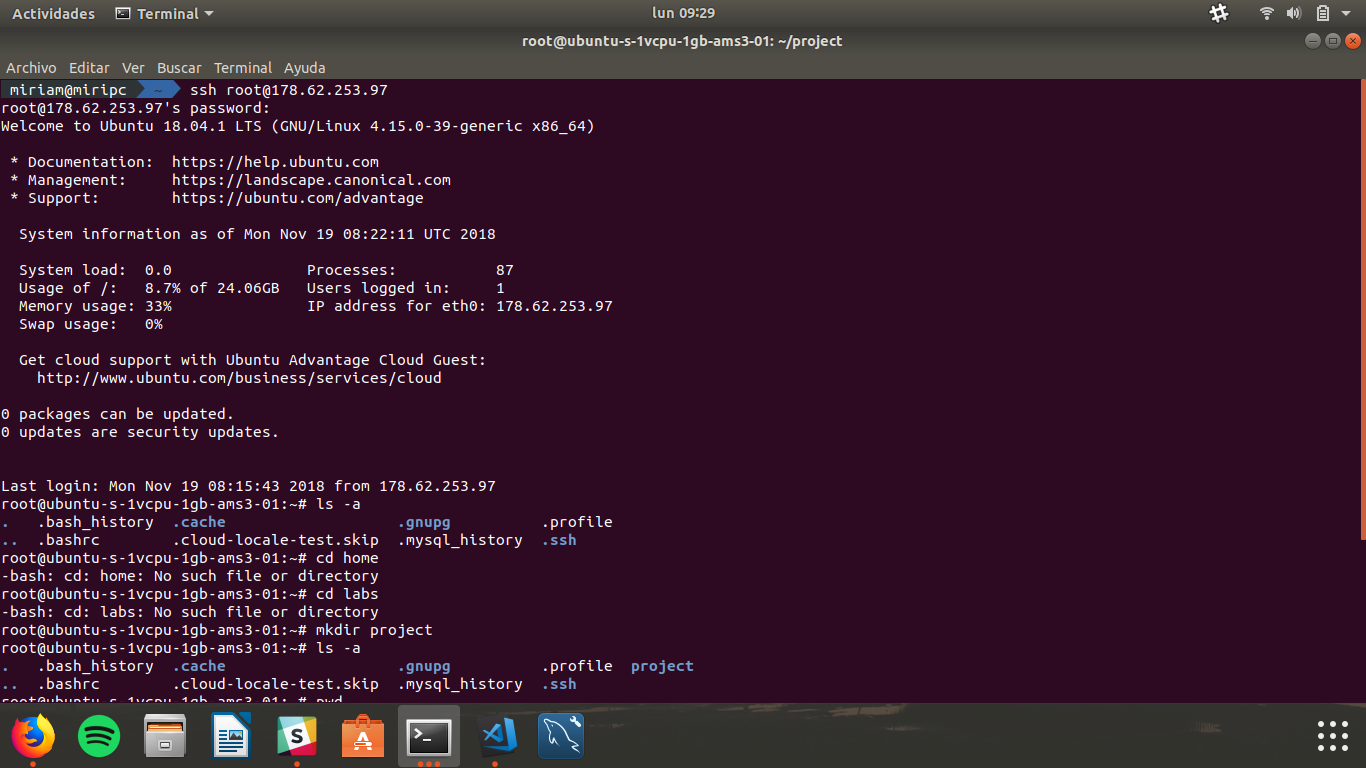 Actividades Terminal lun 09:29
root@ubuntu-s-1vcpu-1gb-ams3-01: ~/project
Archivo Editar Ver Buscar Terminal Ayuda
miriam@miripc ~ ssh root@178.62.253.97
root@178.62.253.97's password:
Welcome to Ubuntu 18.04.1 LTS (GNU/Linux 4.15.0-39-generic x86_64)
* Documentation: https://help.ubuntu.com
* Management: https://landscape.canonical.com
* Support: https://ubuntu.com/advantage
System information as of Mon Nov 19 08:22:11 UTC 2018
System load: 0.0 Processes: 87
Usage of /: 8.7% of 24.06GB Users logged in: 1
Memory usage: 33% IP address for eth0: 178.62.253.97
Swap usage: 0%
Get cloud support with Ubuntu Advantage Cloud Guest:
http://www.ubuntu.com/business/services/cloud
0 packages can be updated.
0 updates are security updates.
Last login: Mon Nov 19 08:15:43 2018 from 178.62.253.97
root@ubuntu-s-1vcpu-1gb-ams3-01:~# ls -a
. .bash_history .cache .gnupg .profile
.. .bashrc .cloud-locale-test.skip .mysql_history .ssh
root@ubuntu-s-1vcpu-1gb-ams3-01:~# cd home
-bash: cd: home: No such file or directory
root@ubuntu-s-1vcpu-1gb-ams3-01:~# cd labs
-bash: cd: labs: No such file or directory
root@ubuntu-s-1vcpu-1gb-ams3-01:~# mkdir project
root@ubuntu-s-1vcpu-1gb-ams3-01:~# ls -a
. .bash_history .cache .gnupg .profile project
.. .bashrc .cloud-locale-test.skip .mysql_history .ssh
root@ubuntu-s-1vcpu-1gb-ams3-01:~# pwd